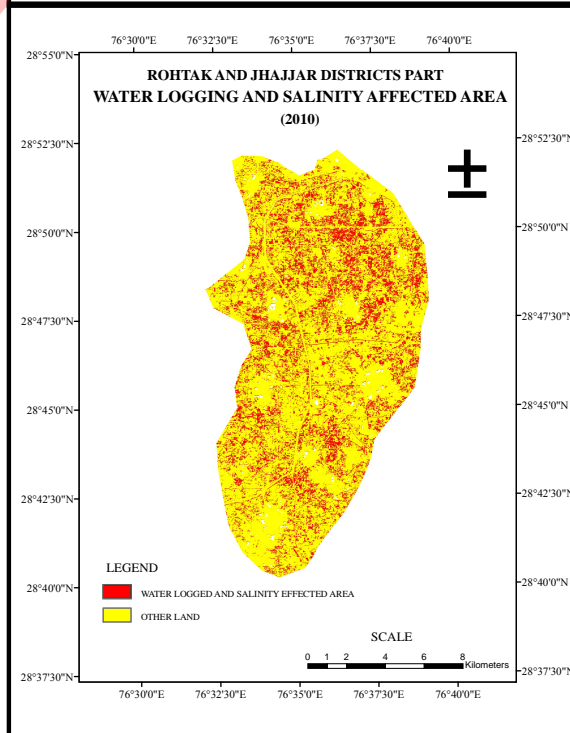 76°30'0"E 76°32'30"E 76°35'0"E 76°37'30"E 76°40'0"E
28°55'0"N
ROHTAK AND JHAJJAR DISTRICTS PART
WATER LOGGING AND SALINITY AFFECTED AREA
(2010)
28°52'30"N 28°52'30"N
28°50'0"N 28°50'0"N
28°47'30"N 28°47'30"N
28°45'0"N 28°45'0"N
28°42'30"N 28°42'30"N
28°40'0"N 28°40'0"N
LEGEND
WATER LOGGED AND SALINITY EFFECTED AREA
OTHER LAND
SCALE
0 1 2 4 6 8
Kilometers
28°37'30"N 28°37'30"N
76°30'0"E 76°32'30"E 76°35'0"E 76°37'30"E 76°40'0"E